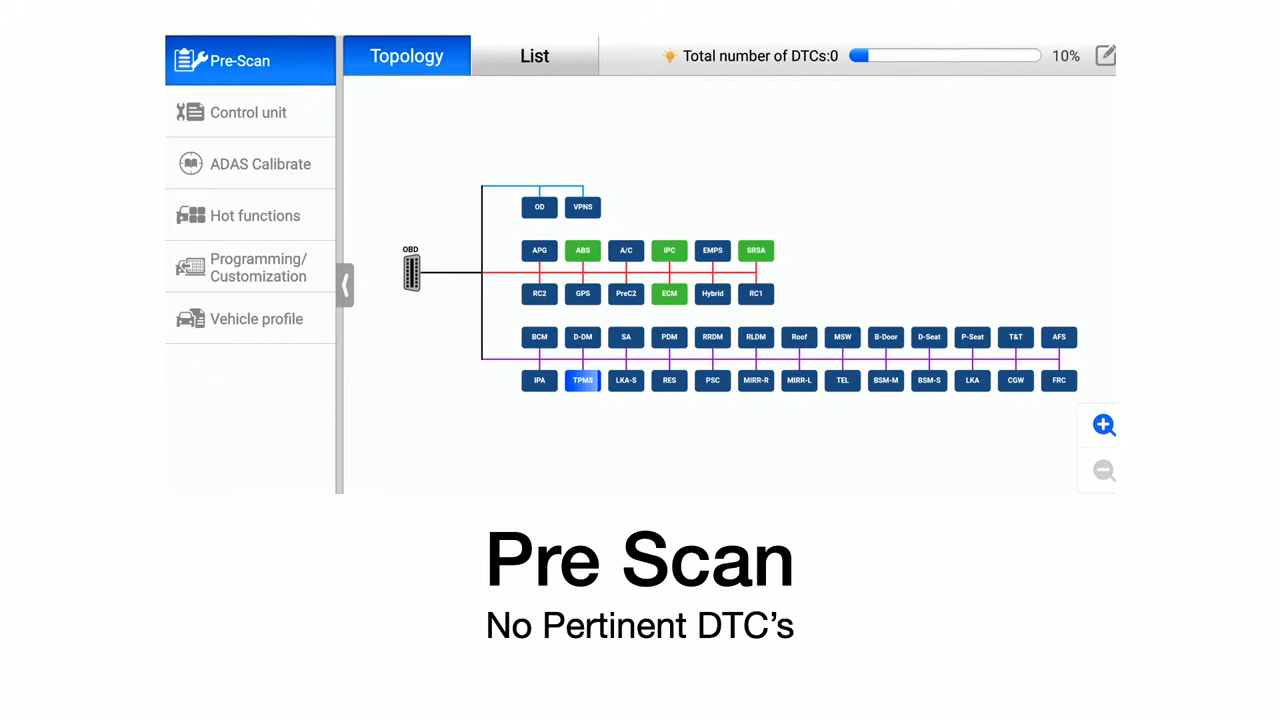 Pre-Scan
Topology
List
Total number of DTCs:0
10%
Control unit
ADAS Calibrate
Hot functions
Programming/
Customization
Vehicle profile
OBD
OD VPNS
APG ABS A/C IPC EMPS SRSA
RC2 GPS PreC2 ECM Hybrid RC1
BCM D-DM SA PDM RRDM RLDM Roof MSW B-Door D-Seat P-Seat T&T AFS
IPA TPMS LKA-S RES PSC MIRR-R MIRR-L TEL BSM-M BSM-S LKA CGW FRC
Pre Scan
No Pertinent DTC’s